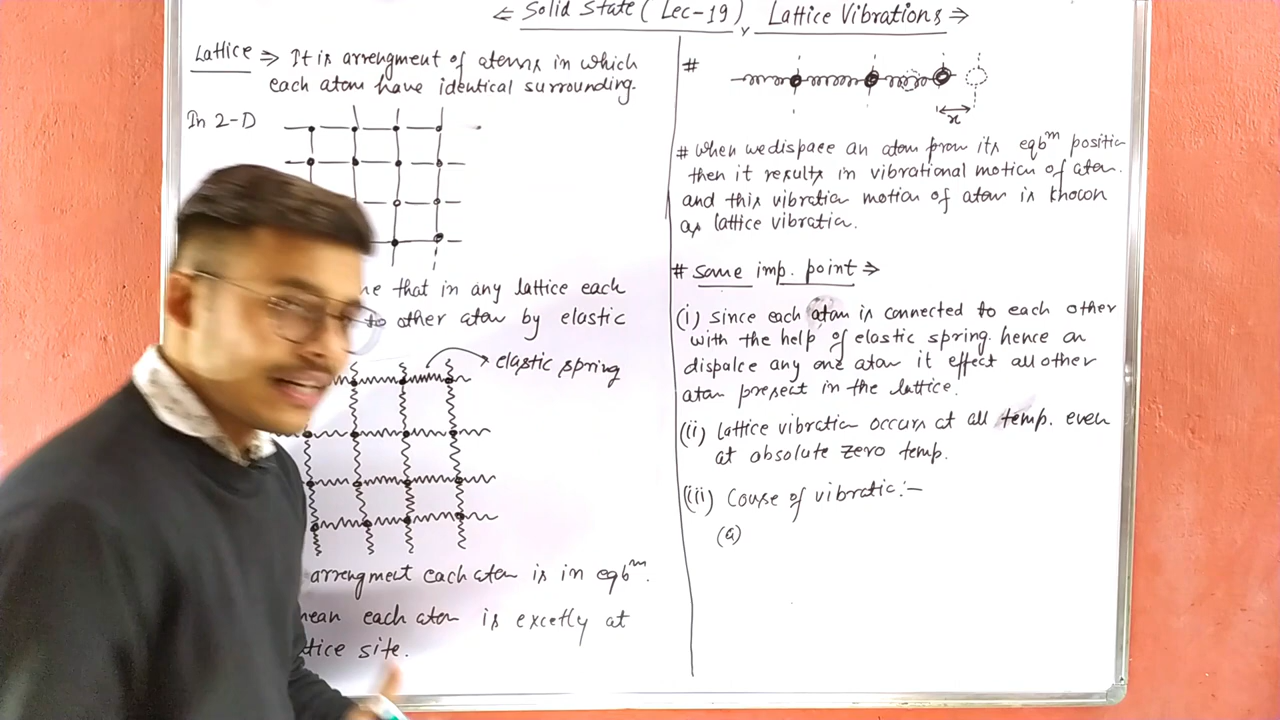 ⇐ Solid State (Lec-19), Lattice Vibrations ⇒
Lattice ⇒ It is arrengment of atoms in which
each atom have identical surrounding.
In 2-D
that in any lattice each
to other atom by elastic
elastic spring
arrengment each atom is in eqbm.
mean each atom is excetly at
site.
#
x
# when we dispace an atom from its eqbm position
then it results in vibrational motion of atom.
and this vibration motion of atom is known
as lattice vibration.
# Some imp. point ⇒
(i) since each atom is connected to each other
with the help of elastic spring. hence on
dispalce any one atom it effect all other
atom present in the lattice.
(ii) lattice vibration occurs at all temp. even
at absolute zero temp.
(iii) Couse of vibratic:-
(a)